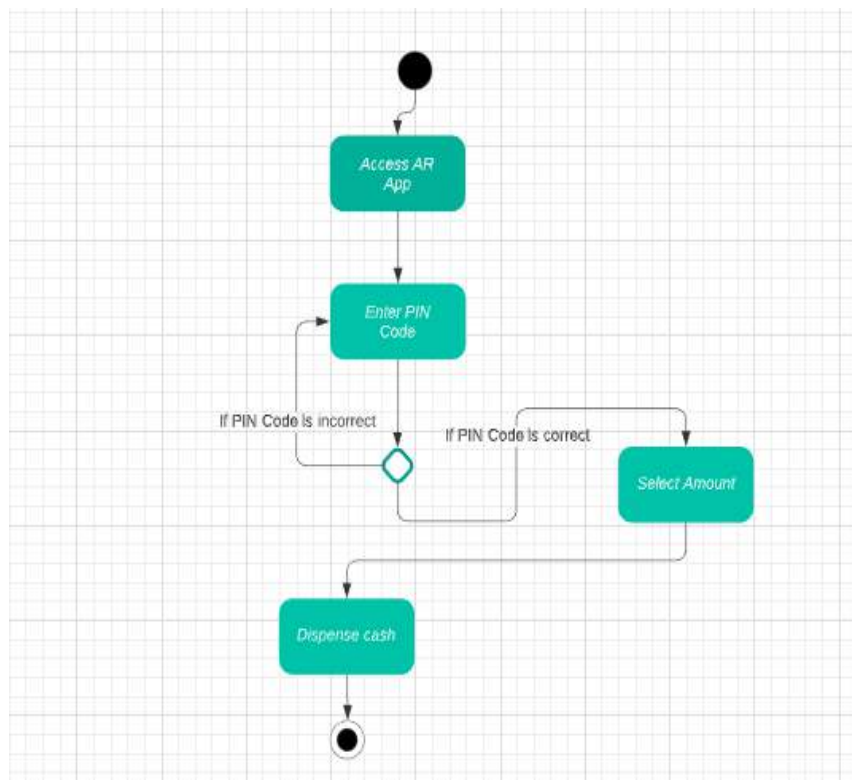 Access AR
App
Enter PIN
Code
If PIN Code is incorrect
If PIN Code is correct
Select Amount
Dispense cash